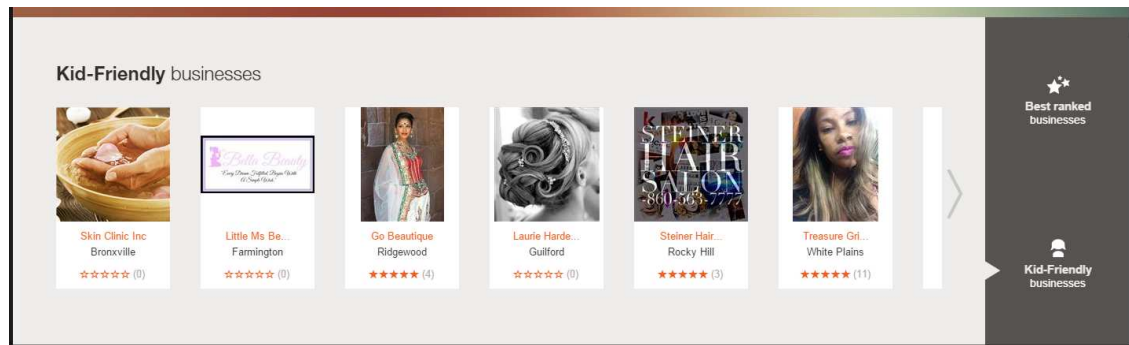 Kid-Friendly businesses
Bella Beauty
STEINER
HAIR
SALON
860-563-7777
Skin Clinic Inc
Bronxville
☆☆☆☆☆ (0)
Little Ms Be...
Farmington
☆☆☆☆☆ (0)
Go Beautique
Ridgewood
★★★★★ (4)
Laurie Harde...
Guilford
☆☆☆☆☆ (0)
Steiner Hair...
Rocky Hill
★★★★★ (3)
Treasure Gri...
White Plains
★★★★★ (11)
Best ranked
businesses
Kid-Friendly
businesses